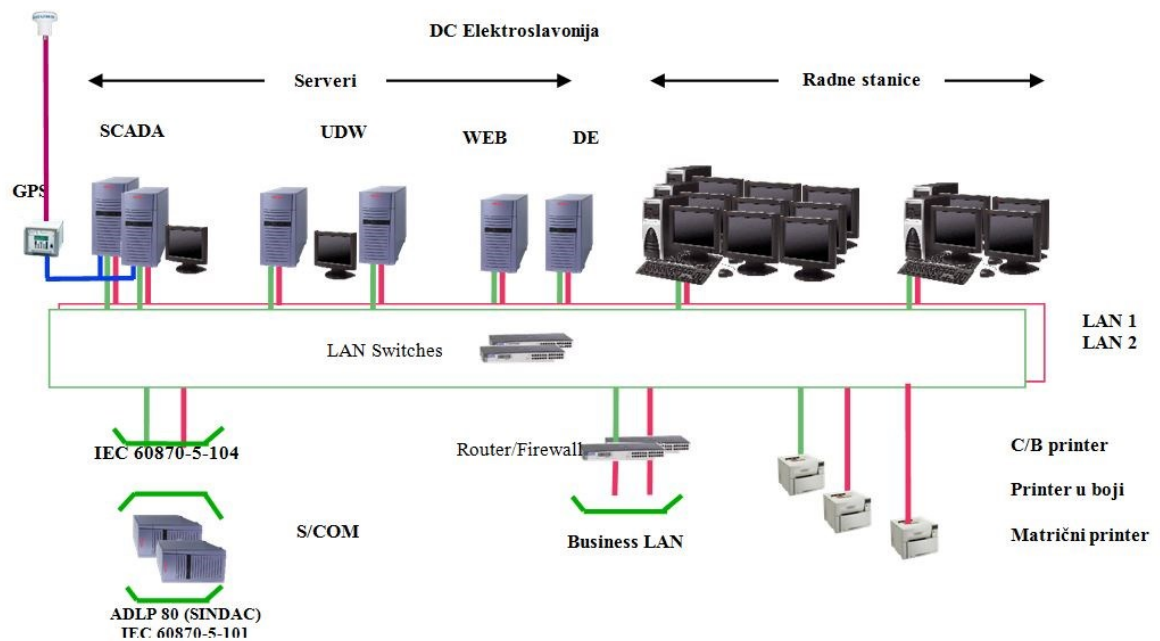 DC Elektroslavonija
Serveri
Radne stanice
SCADA
UDW
WEB
DE
GPS
LAN 1
LAN 2
LAN Switches
IEC 60870-5-104
Router/Firewall
C/B printer
Printer u boji
Matrični printer
S/COM
Business LAN
ADLP 80 (SINDAC)
IEC 60870-5-101